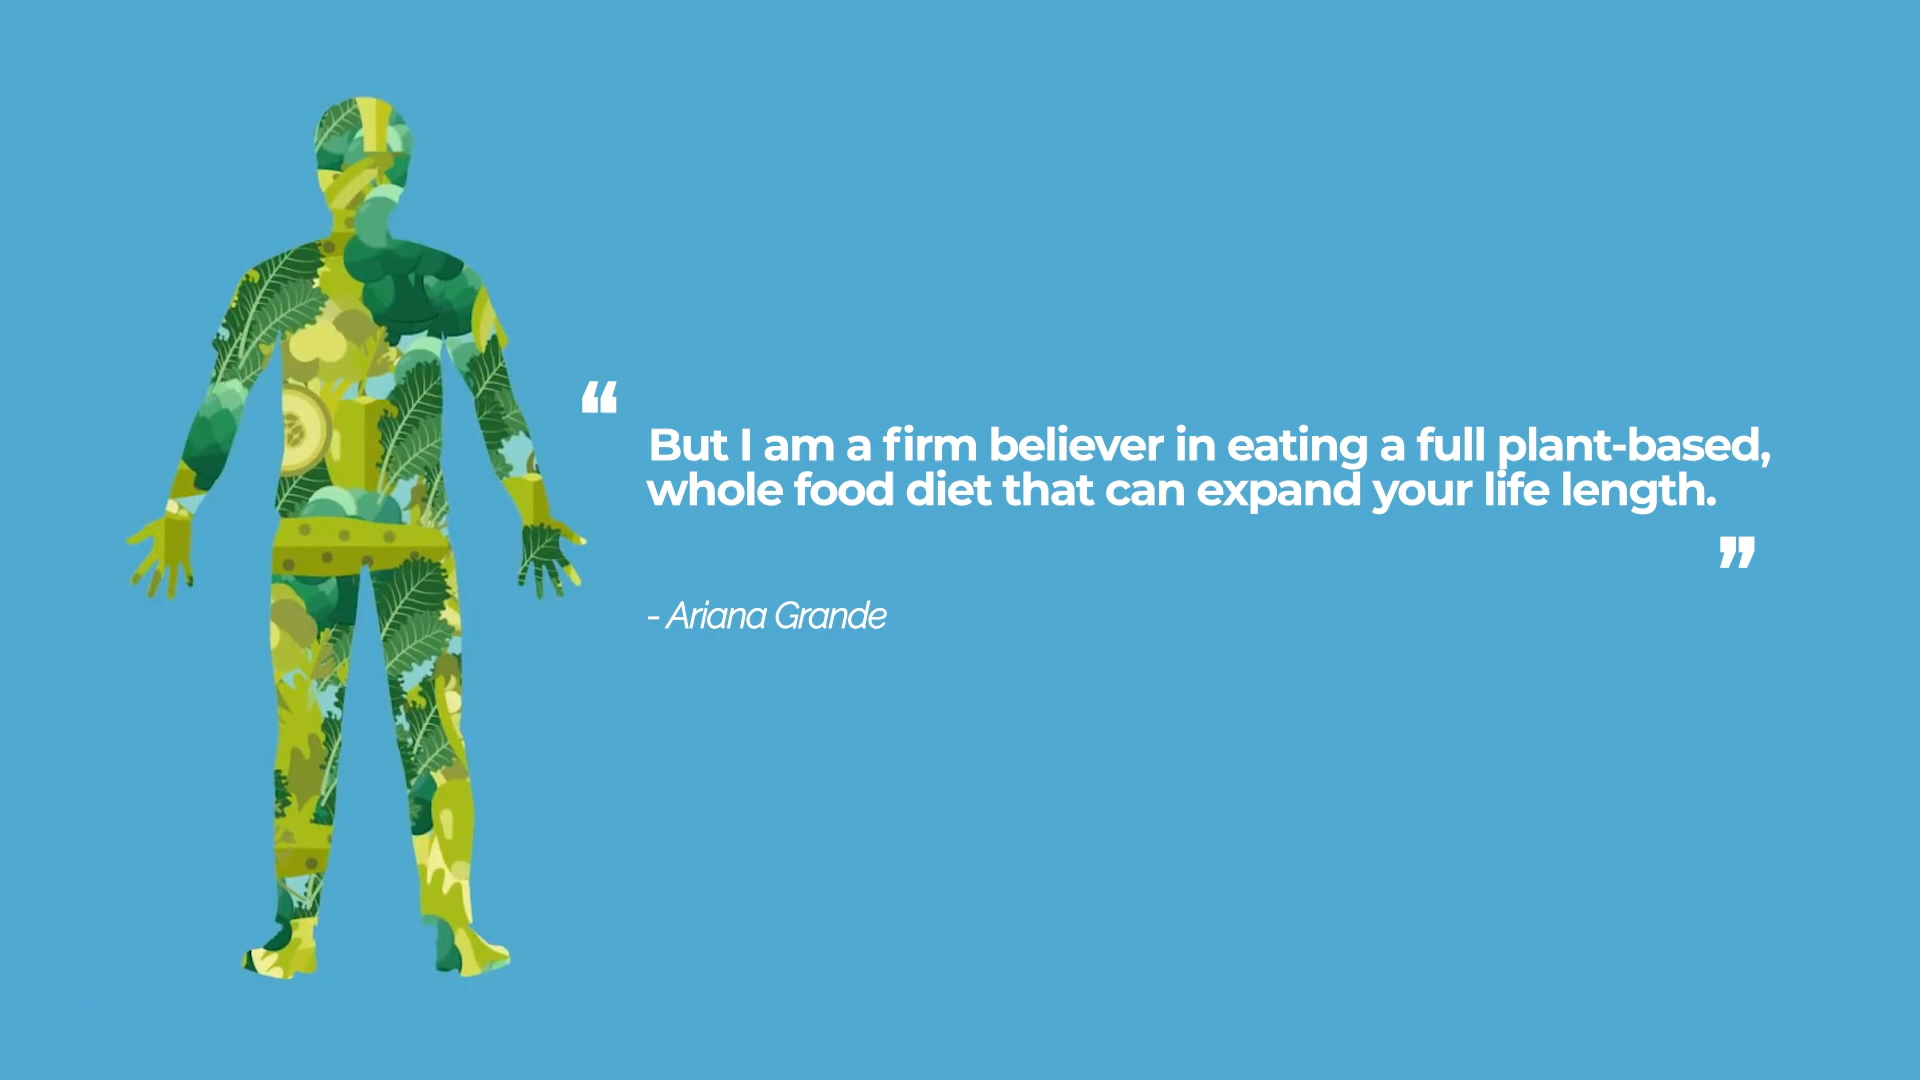 ❝
But I am a firm believer in eating a full plant-based,
whole food diet that can expand your life length.
❞
- Ariana Grande